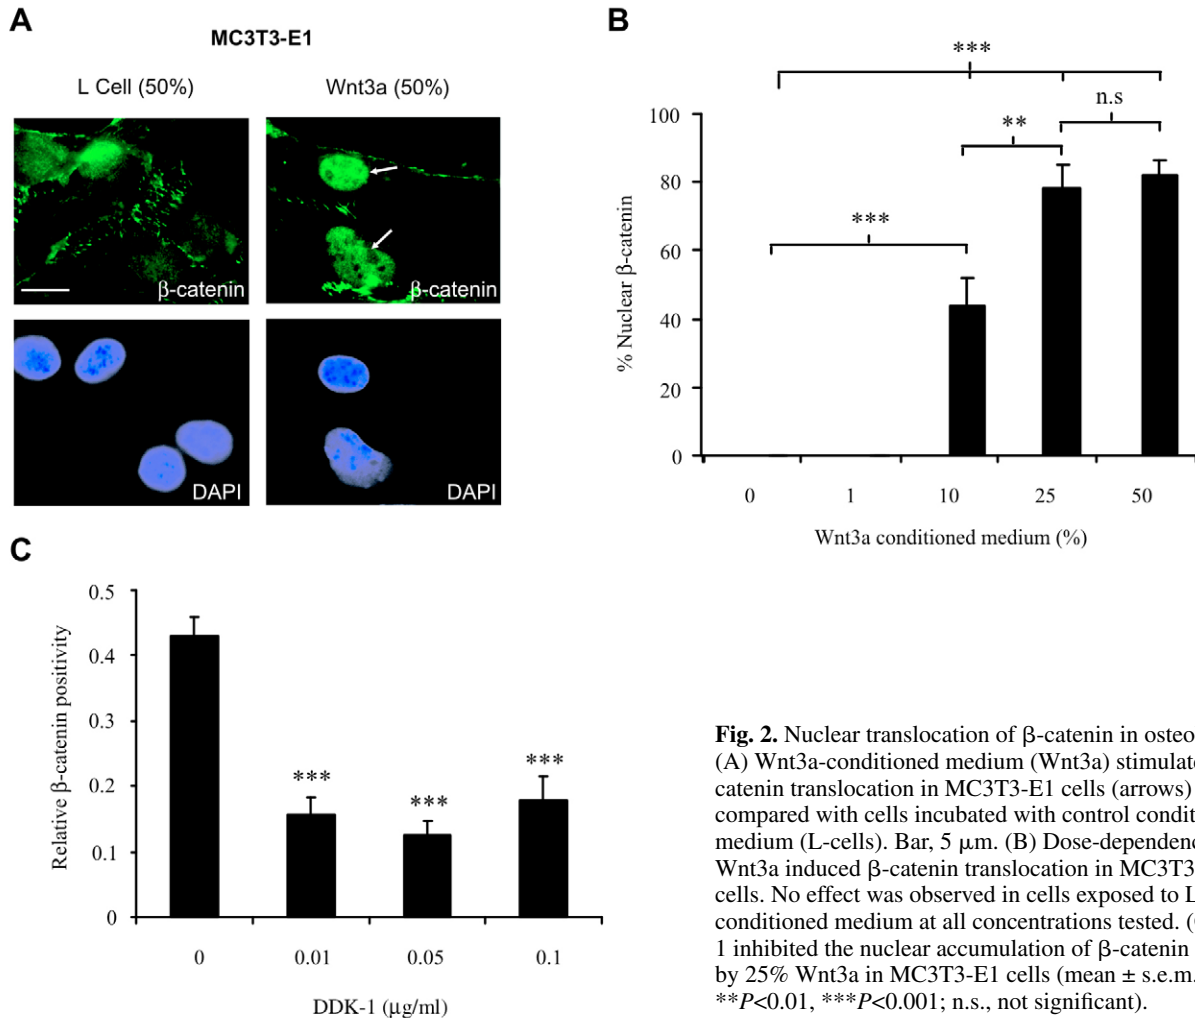 A
MC3T3-E1
L Cell (50%)
Wnt3a (50%)
β-catenin
β-catenin
DAPI
DAPI
B
% Nuclear β-catenin
100
80
60
40
20
0
***
n.s
**
***
0 1 10 25 50
Wnt3a conditioned medium (%)
C
Relative β-catenin positivity
0.5
0.4
0.3
0.2
0.1
0
***
***
***
0 0.01 0.05 0.1
DDK-1 (μg/ml)
Fig. 2. Nuclear translocation of β-catenin in osteo
(A) Wnt3a-conditioned medium (Wnt3a) stimulate
catenin translocation in MC3T3-E1 cells (arrows)
compared with cells incubated with control condit
medium (L-cells). Bar, 5 μm. (B) Dose-dependenc
Wnt3a induced β-catenin translocation in MC3T3
cells. No effect was observed in cells exposed to L
conditioned medium at all concentrations tested. (
1 inhibited the nuclear accumulation of β-catenin
by 25% Wnt3a in MC3T3-E1 cells (mean ± s.e.m.
**P<0.01, ***P<0.001; n.s., not significant).